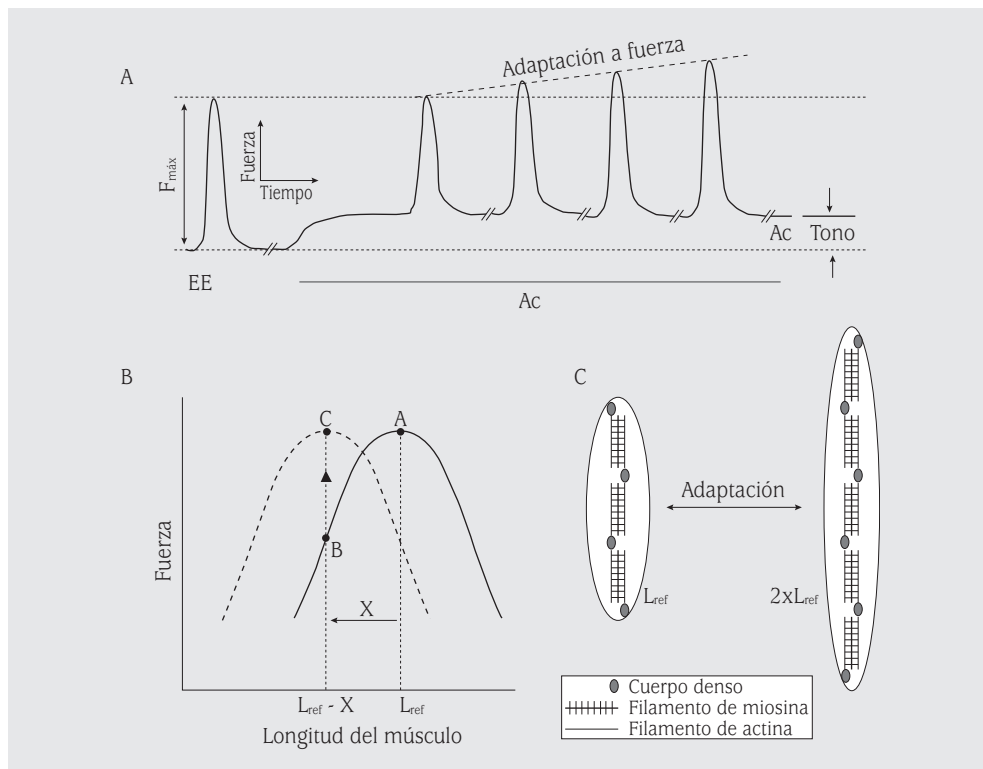 A
Adaptación a fuerza
Fmáx
Fuerza
Tiempo
EE
Ac
Ac
Tono
B
C
A
B
X
Fuerza
Lref - X
Lref
Longitud del músculo
C
Adaptación
Lref
2xLref
Cuerpo denso
Filamento de miosina
Filamento de actina